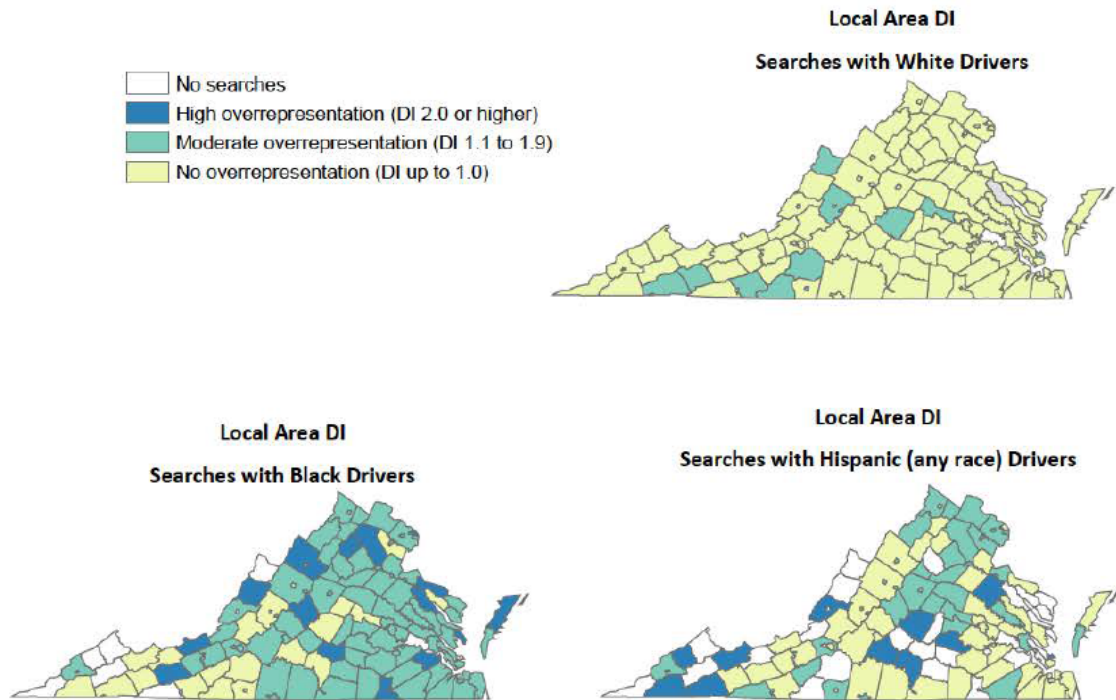 Local Area DI
Searches with White Drivers
No searches
High overrepresentation (DI 2.0 or higher)
Moderate overrepresentation (DI 1.1 to 1.9)
No overrepresentation (DI up to 1.0)
Local Area DI
Searches with Black Drivers
Local Area DI
Searches with Hispanic (any race) Drivers